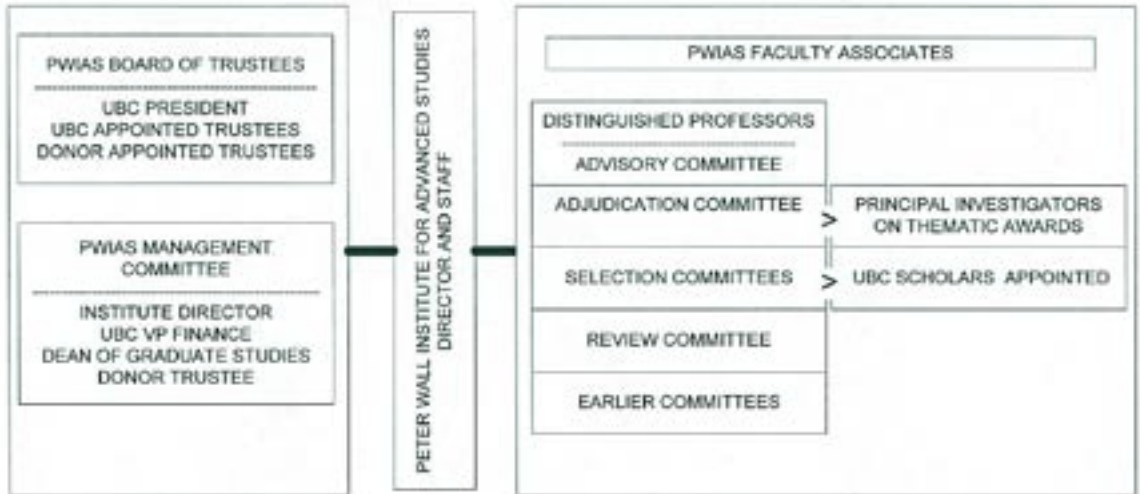 PWIAS BOARD OF TRUSTEES
UBC PRESIDENT
UBC APPOINTED TRUSTEES
DONOR APPOINTED TRUSTEES
PWIAS MANAGEMENT
COMMITTEE
INSTITUTE DIRECTOR
UBC VP FINANCE
DEAN OF GRADUATE STUDIES
DONOR TRUSTEE
PETER WALL INSTITUTE FOR ADVANCED STUDIES
DIRECTOR AND STAFF
PWIAS FACULTY ASSOCIATES
DISTINGUISHED PROFESSORS
ADVISORY COMMITTEE
ADJUDICATION COMMITTEE
>
PRINCIPAL INVESTIGATORS
ON THEMATIC AWARDS
SELECTION COMMITTEES
>
UBC SCHOLARS APPOINTED
REVIEW COMMITTEE
EARLIER COMMITTEES